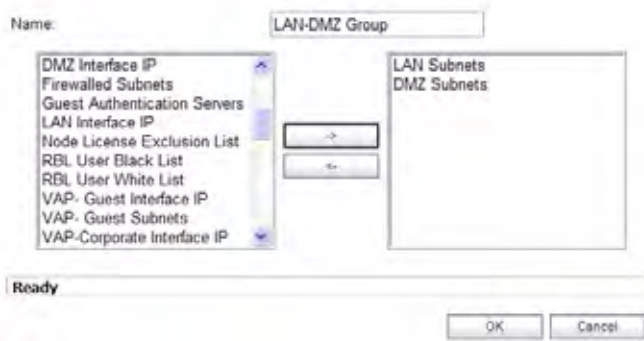 Name: LAN-DMZ Group
DMZ Interface IP
Firewalled Subnets
Guest Authentication Servers
LAN Interface IP
Node License Exclusion List
RBL User Black List
RBL User White List
VAP- Guest Interface IP
VAP- Guest Subnets
VAP-Corporate Interface IP
->
<-
LAN Subnets
DMZ Subnets
Ready
OK Cancel